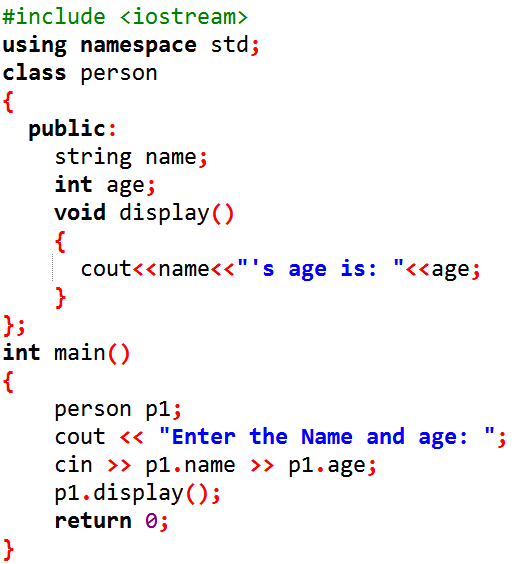 #include <iostream>
using namespace std;
class person
{
  public:
    string name;
    int age;
    void display()
    {
      cout<<name<<"'s age is: "<<age;
    }
};
int main()
{
    person p1;
    cout << "Enter the Name and age: ";
    cin >> p1.name >> p1.age;
    p1.display();
    return 0;
}